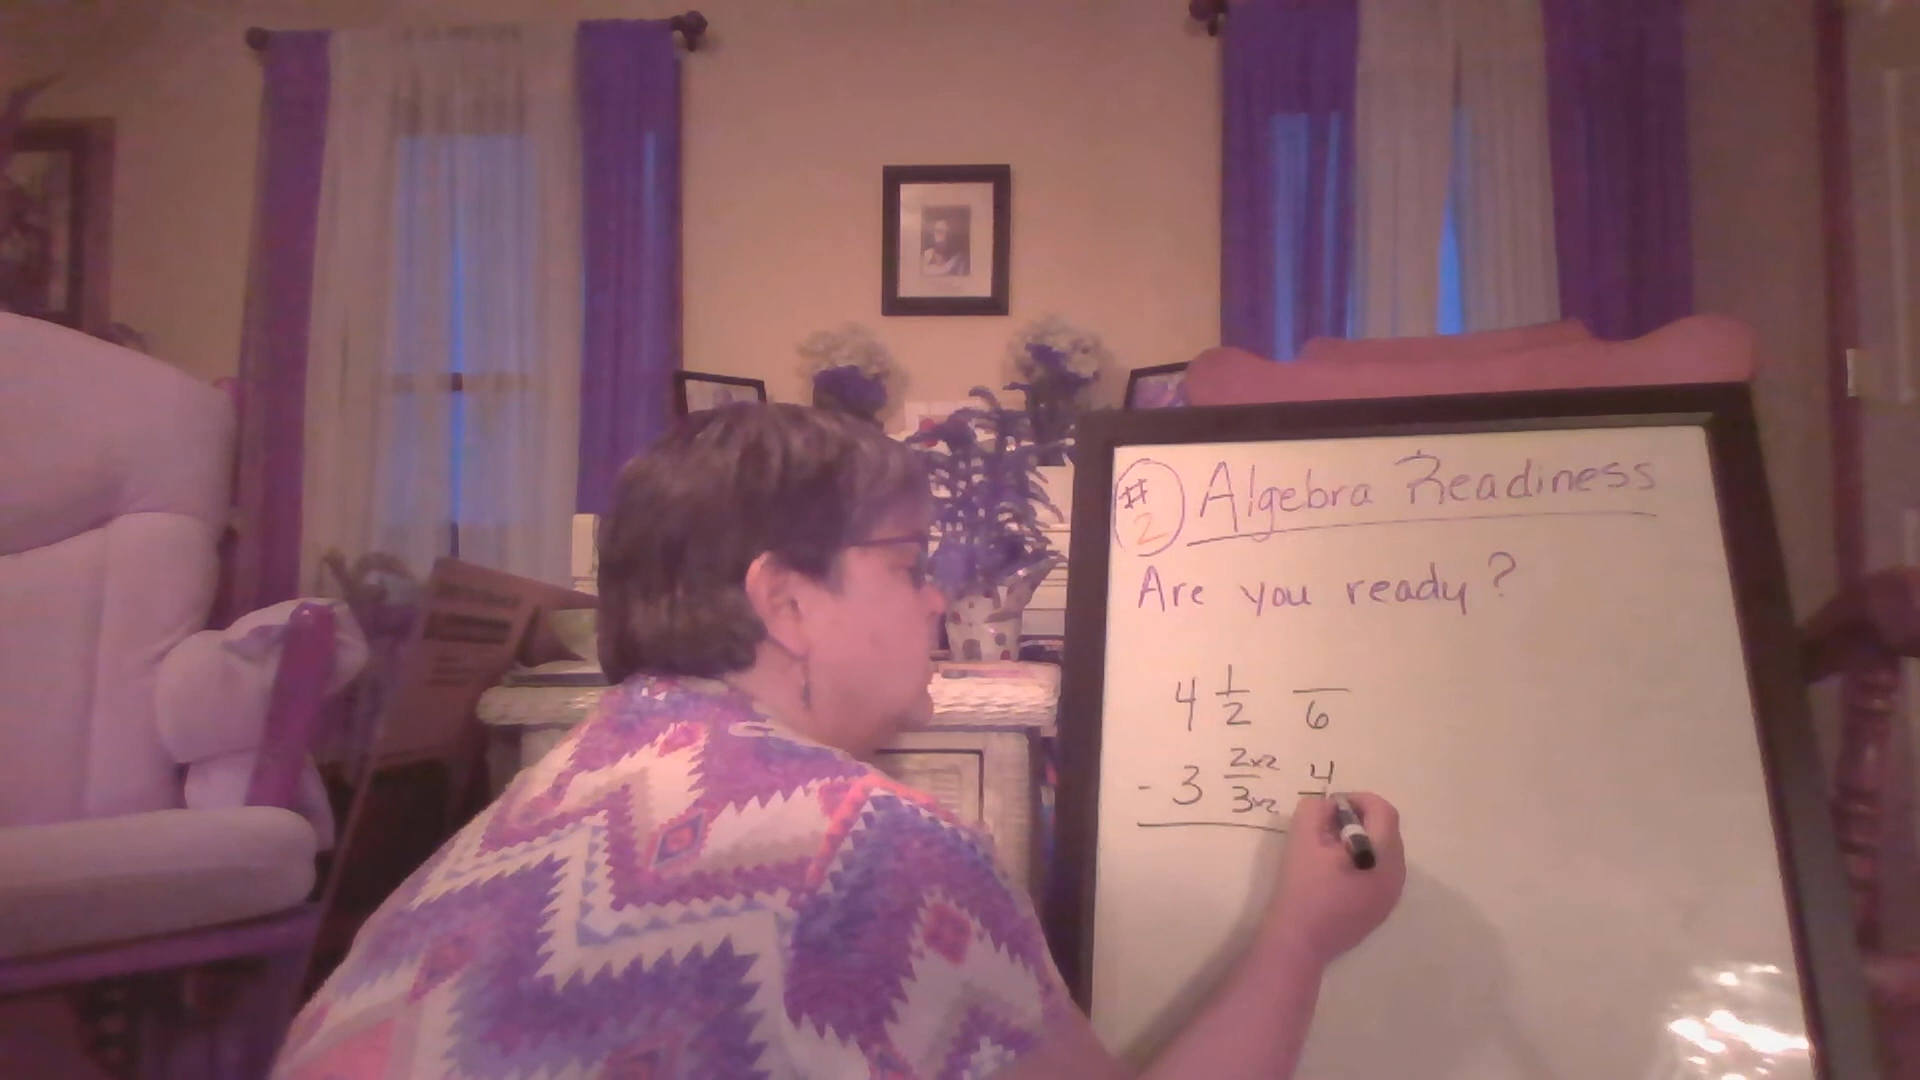 # 2 Algebra Readiness
Are you ready?
4 1/2 _/6
- 3 2x2/3x2 4/